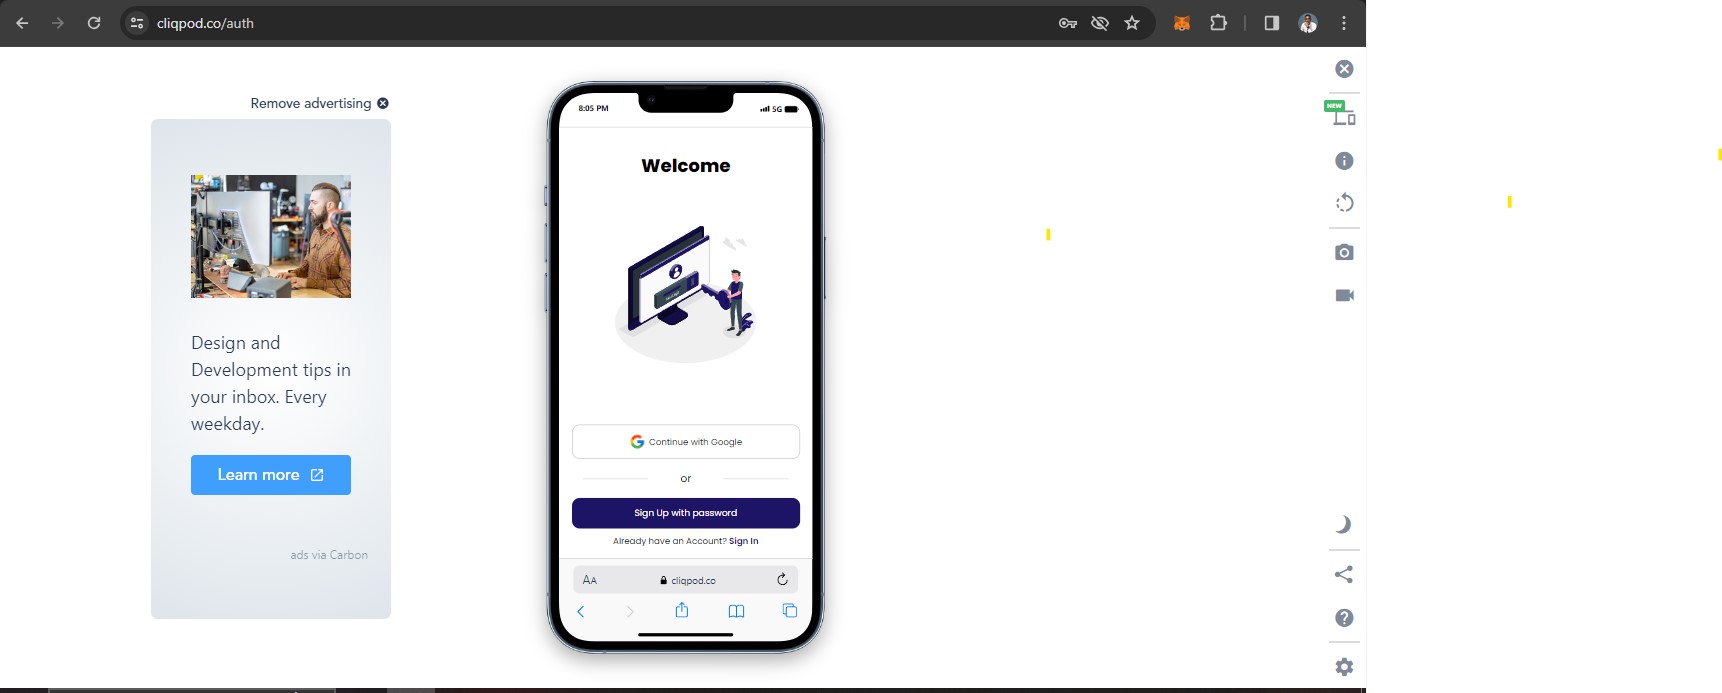 cliqpod.co/auth
Remove advertising
Design and
Development tips in
your inbox. Every
weekday.
Learn more
ads via Carbon
8:05 PM
5G
Welcome
Continue with Google
or
Sign Up with password
Already have an Account? Sign In
AA
cliqpod.co
NEW